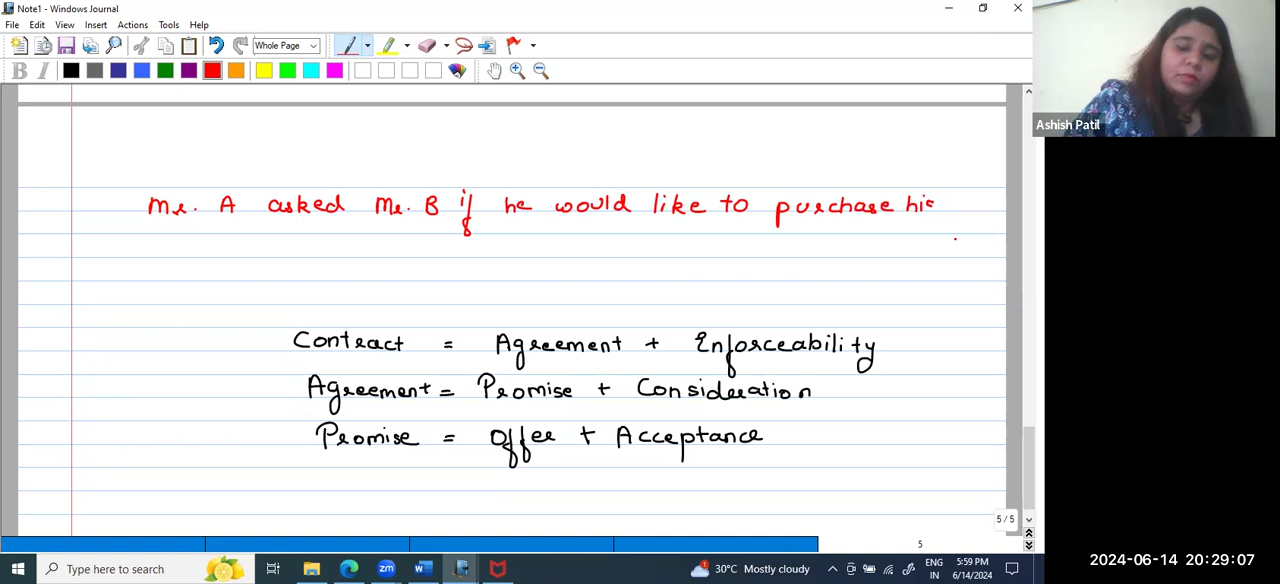 Note1 - Windows Journal
File Edit View Insert Actions Tools Help
Whole Page
B I
Ashish Patil
Mr. A asked Mr. B if he would like to purchase his
Contract = Agreement + Enforceability
Agreement = Promise + Consideration
Promise = Offer + Acceptance
5 / 5
5
Type here to search
zm
W
30°C Mostly cloudy
ENG
IN
5:59 PM
6/14/2024
2024-06-14 20:29:07